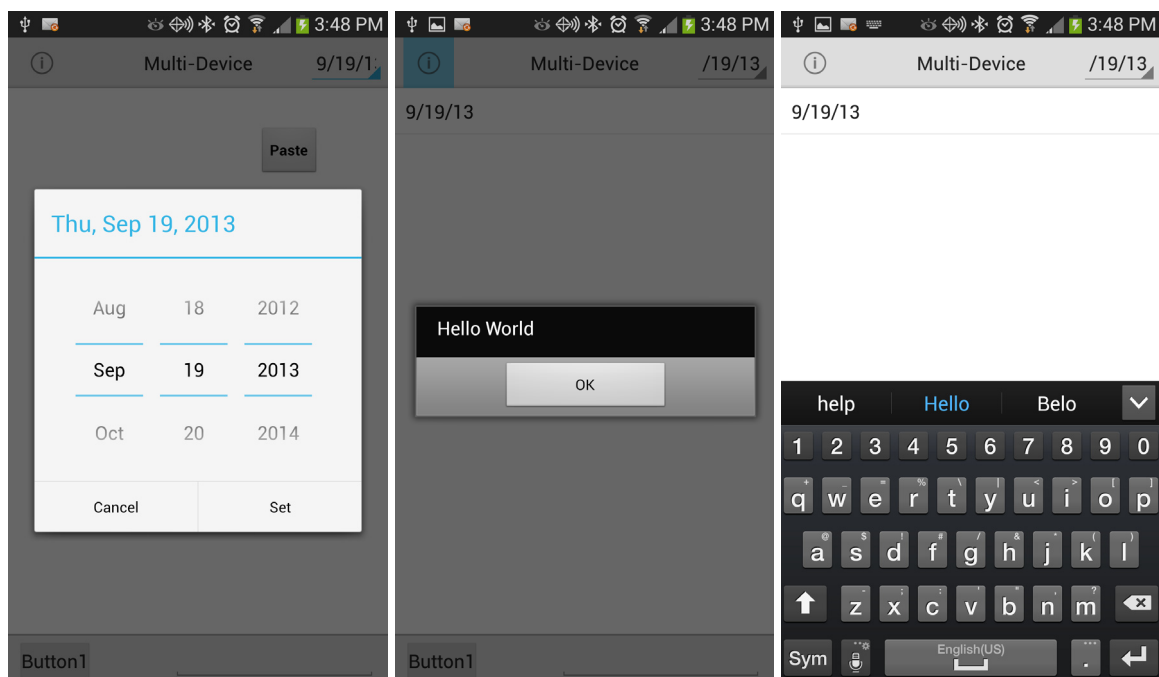 3:48 PM
Multi-Device
9/19/1
Paste
Thu, Sep 19, 2013
Aug 18 2012
Sep 19 2013
Oct 20 2014
Cancel Set
Button1
3:48 PM
Multi-Device
/19/13
9/19/13
Hello World
OK
Button1
3:48 PM
Multi-Device
/19/13
9/19/13
help Hello Belo
1 2 3 4 5 6 7 8 9 0
q w e r t y u i o p
a s d f g h j k l
z x c v b n m
Sym English(US) .